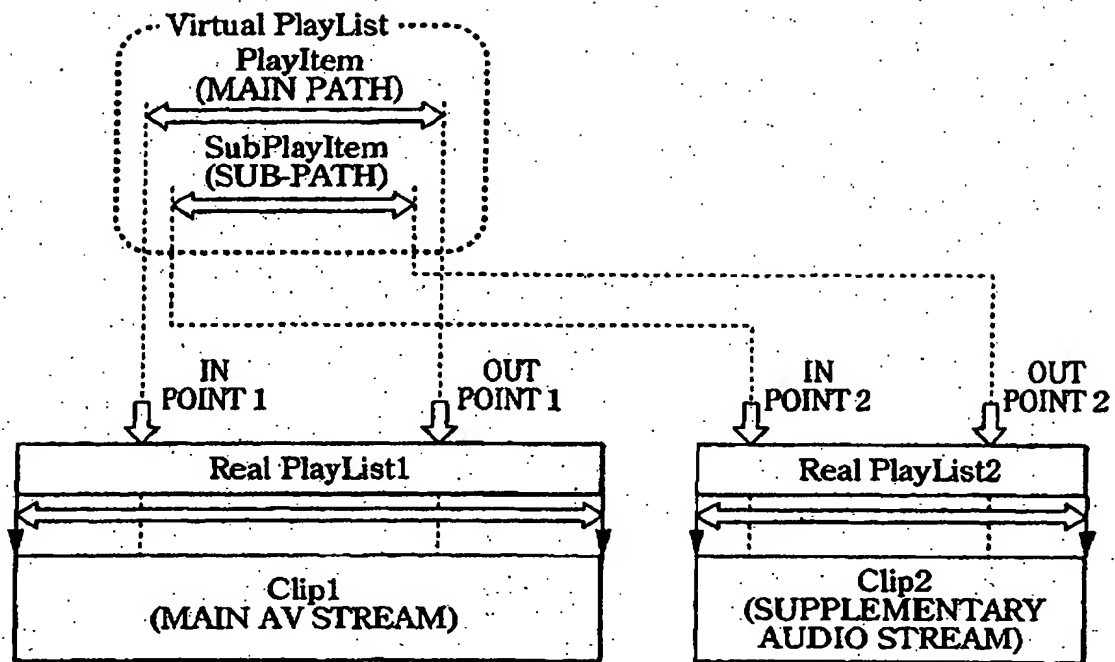 Virtual PlayList
PlayItem
(MAIN PATH)
SubPlayItem
(SUB-PATH)
IN
POINT 1
OUT
POINT 1
IN
POINT 2
OUT
POINT 2
Real PlayList1
Real PlayList2
Clip1
(MAIN AV STREAM)
Clip2
(SUPPLEMENTARY
AUDIO STREAM)